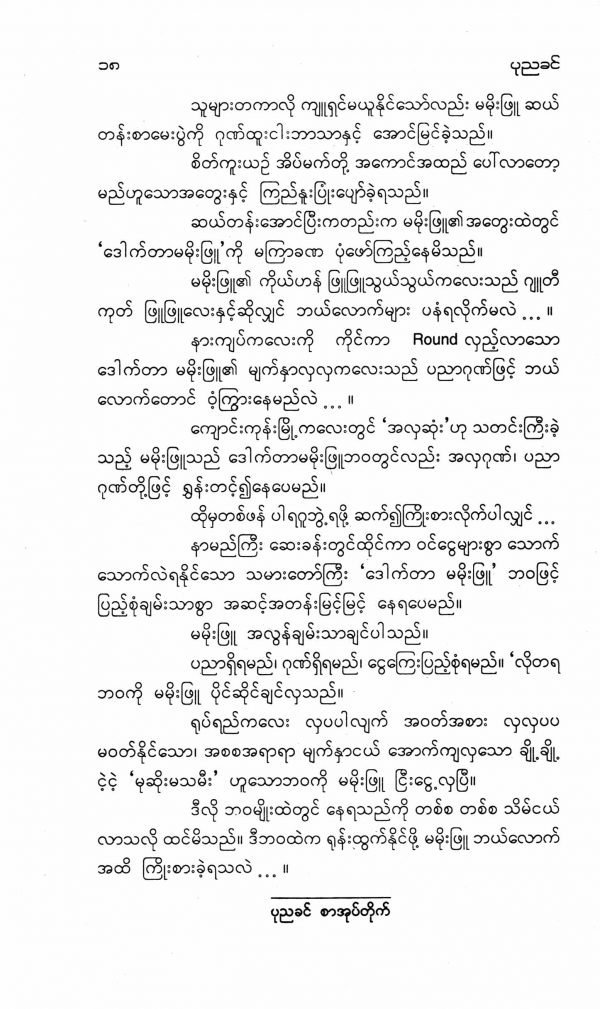 ၁၈ ပုညခင်
သူများတကာလို ကျူရှင်မယူနိုင်သော်လည်း မမိုးဖြူ ဆယ်
တန်းစာမေးပွဲကို ဂုဏ်ထူးငါးဘာသာနှင့် အောင်မြင်ခဲ့သည်။
စိတ်ကူးယဉ် အိပ်မက်တို့ အကောင်အထည် ပေါ်လာတော့
မည်ဟူသောအတွေးနှင့် ကြည်နူးပြုံးပျော်ခဲ့ရသည်။
ဆယ်တန်းအောင်ပြီးကတည်းက မမိုးဖြူ၏ အတွေးထဲတွင်
‘ဒေါက်တာမမိုးဖြူ’ကို မကြာခဏ ပုံဖော်ကြည့်နေမိသည်။
မမိုးဖြူ၏ ကိုယ်ဟန် ဖြူဖြူသွယ်သွယ်ကလေးသည် ဂျူတီ
ကုတ် ဖြူဖြူလေးနှင့်ဆိုလျှင် ဘယ်လောက်များ ပနံရလိုက်မလဲ ... ။
နားကျပ်ကလေးကို ကိုင်ကာ Round လှည့်လာသော
ဒေါက်တာ မမိုးဖြူ၏ မျက်နှာလှလှကလေးသည် ပညာဂုဏ်ဖြင့် ဘယ်
လောက်တောင် ဝံ့ကြွားနေမည်လဲ ... ။
ကျောင်းကုန်းမြို့ကလေးတွင် ‘အလှဆုံး’ဟု သတင်းကြီးခဲ့
သည့် မမိုးဖြူသည် ဒေါက်တာမမိုးဖြူဘဝတွင်လည်း အလှဂုဏ်၊ ပညာ
ဂုဏ်တို့ဖြင့် ရွှန်းတင့်၍နေပေမည်။
ထိုမှတစ်ဖန် ပါရဂူဘွဲ့ရဖို့ ဆက်၍ကြိုးစားလိုက်ပါလျှင် ...
နာမည်ကြီး ဆေးခန်းတွင်ထိုင်ကာ ဝင်ငွေများစွာ သောက်
သောက်လဲရနိုင်သော သမားတော်ကြီး ‘ဒေါက်တာ မမိုးဖြူ’ ဘဝဖြင့်
ပြည့်စုံချမ်းသာစွာ အဆင့်အတန်းမြင့်မြင့် နေရပေမည်။
မမိုးဖြူ အလွန်ချမ်းသာချင်ပါသည်။
ပညာရှိရမည်၊ ဂုဏ်ရှိရမည်၊ ငွေကြေးပြည့်စုံရမည်။ ‘လိုတရ
ဘဝကို မမိုးဖြူ ပိုင်ဆိုင်ချင်လှသည်။
ရုပ်ရည်ကလေး လှပပါလျက် အဝတ်အစား လှလှပပ
မဝတ်နိုင်သော၊ အစစအရာရာ မျက်နှာငယ် အောက်ကျလှသော ချို့ချို့
ငဲ့ငဲ့ ‘မုဆိုးမသမီး’ ဟူသောဘဝကို မမိုးဖြူ ငြီးငွေ့လှပြီ။
ဒီလို ဘဝမျိုးထဲတွင် နေရသည်ကို တစ်စ တစ်စ သိမ်ငယ်
လာသလို ထင်မိသည်။ ဒီဘဝထဲက ရုန်းထွက်နိုင်ဖို့ မမိုးဖြူ ဘယ်လောက်
အထိ ကြိုးစားခဲ့ရသလဲ ... ။
ပုညခင် စာအုပ်တိုက်